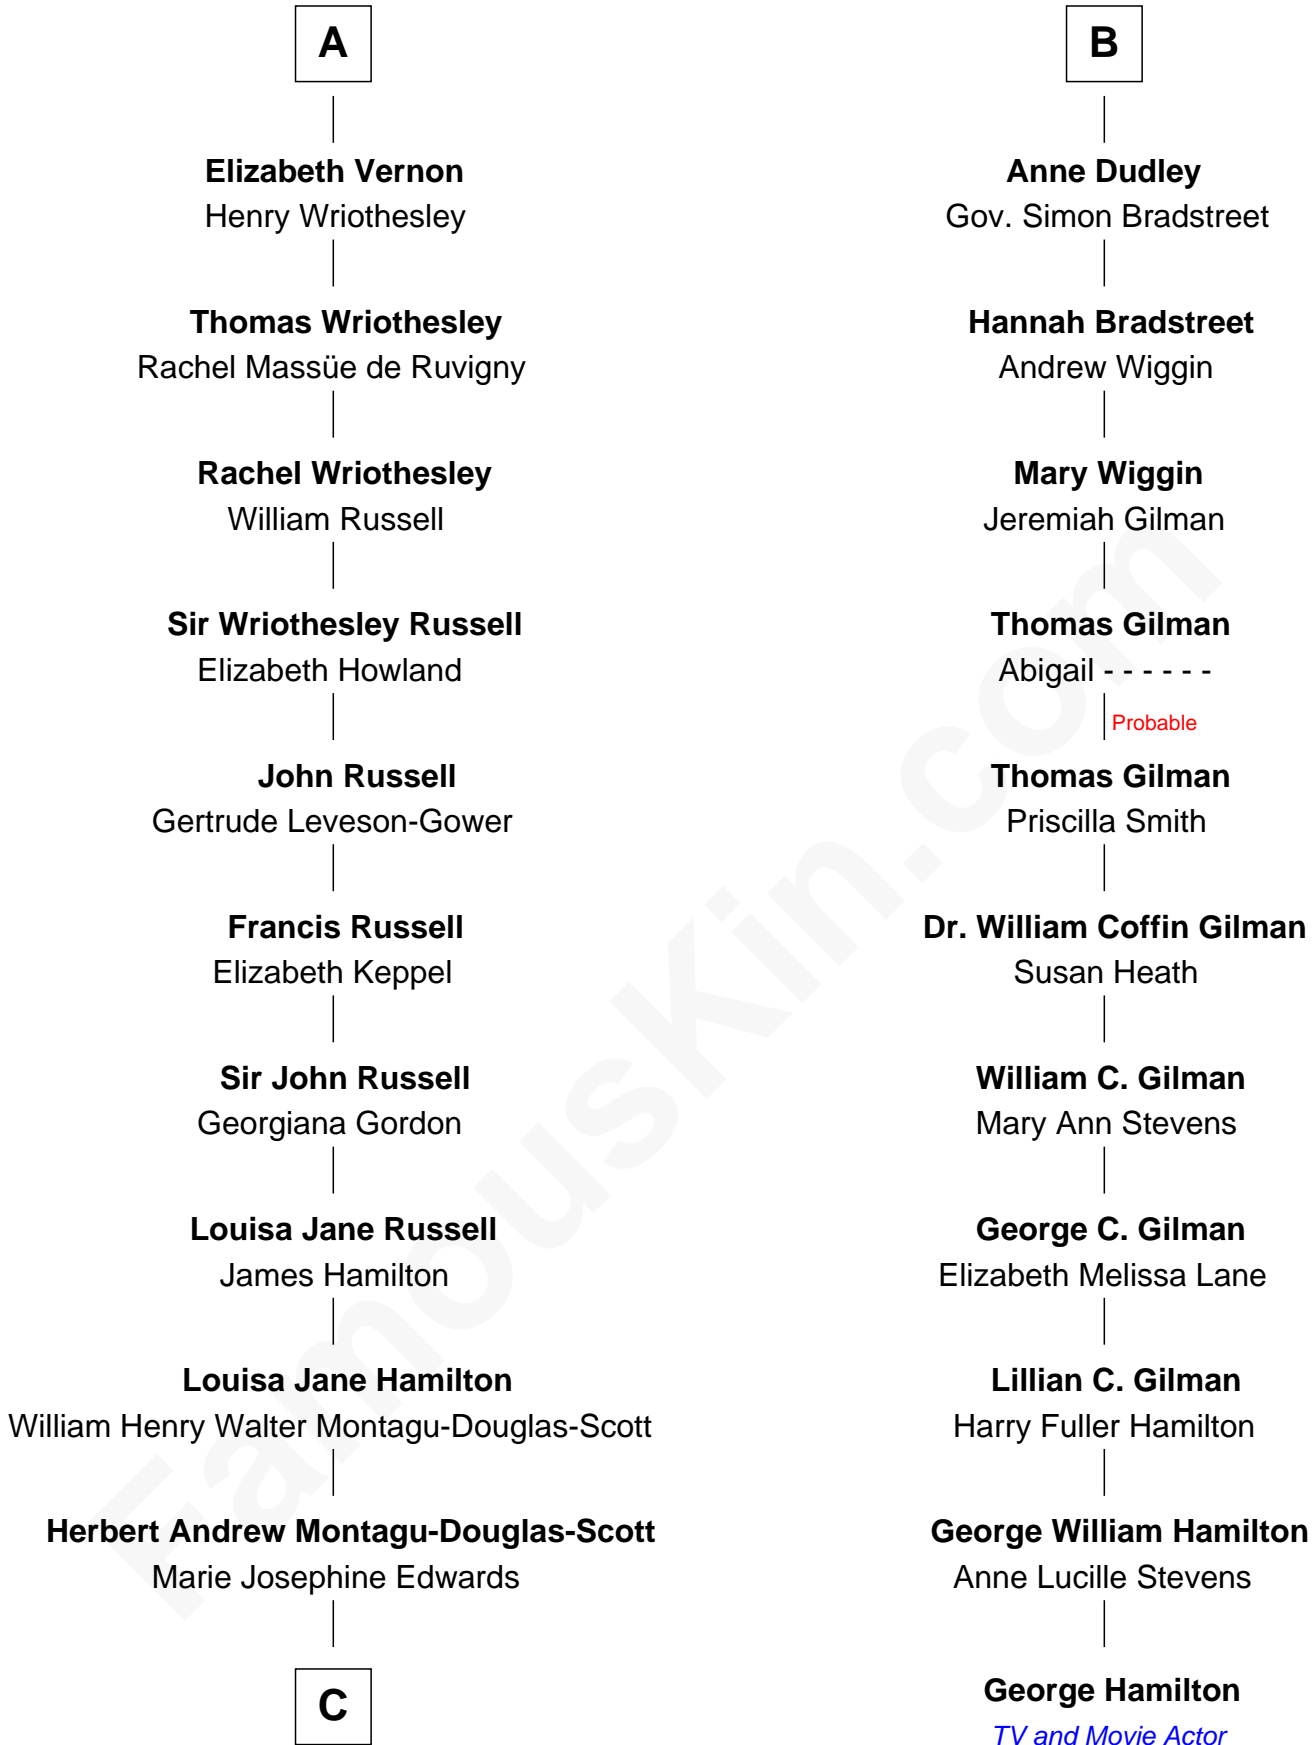 A
Elizabeth Vernon
Henry Wriothesley
Thomas Wriothesley
Rachel Massüe de Ruvigny
Rachel Wriothesley
William Russell
Sir Wriothesley Russell
Elizabeth Howland
John Russell
Gertrude Leveson-Gower
Francis Russell
Elizabeth Keppel
Sir John Russell
Georgiana Gordon
Louisa Jane Russell
James Hamilton
Louisa Jane Hamilton
William Henry Walter Montagu-Douglas-Scott
Herbert Andrew Montagu-Douglas-Scott
Marie Josephine Edwards
C
B
Anne Dudley
Gov. Simon Bradstreet
Hannah Bradstreet
Andrew Wiggin
Mary Wiggin
Jeremiah Gilman
Thomas Gilman
Abigail - - - - - -
Probable
Thomas Gilman
Priscilla Smith
Dr. William Coffin Gilman
Susan Heath
William C. Gilman
Mary Ann Stevens
George C. Gilman
Elizabeth Melissa Lane
Lillian C. Gilman
Harry Fuller Hamilton
George William Hamilton
Anne Lucille Stevens
George Hamilton
TV and Movie Actor
FamousKin.com